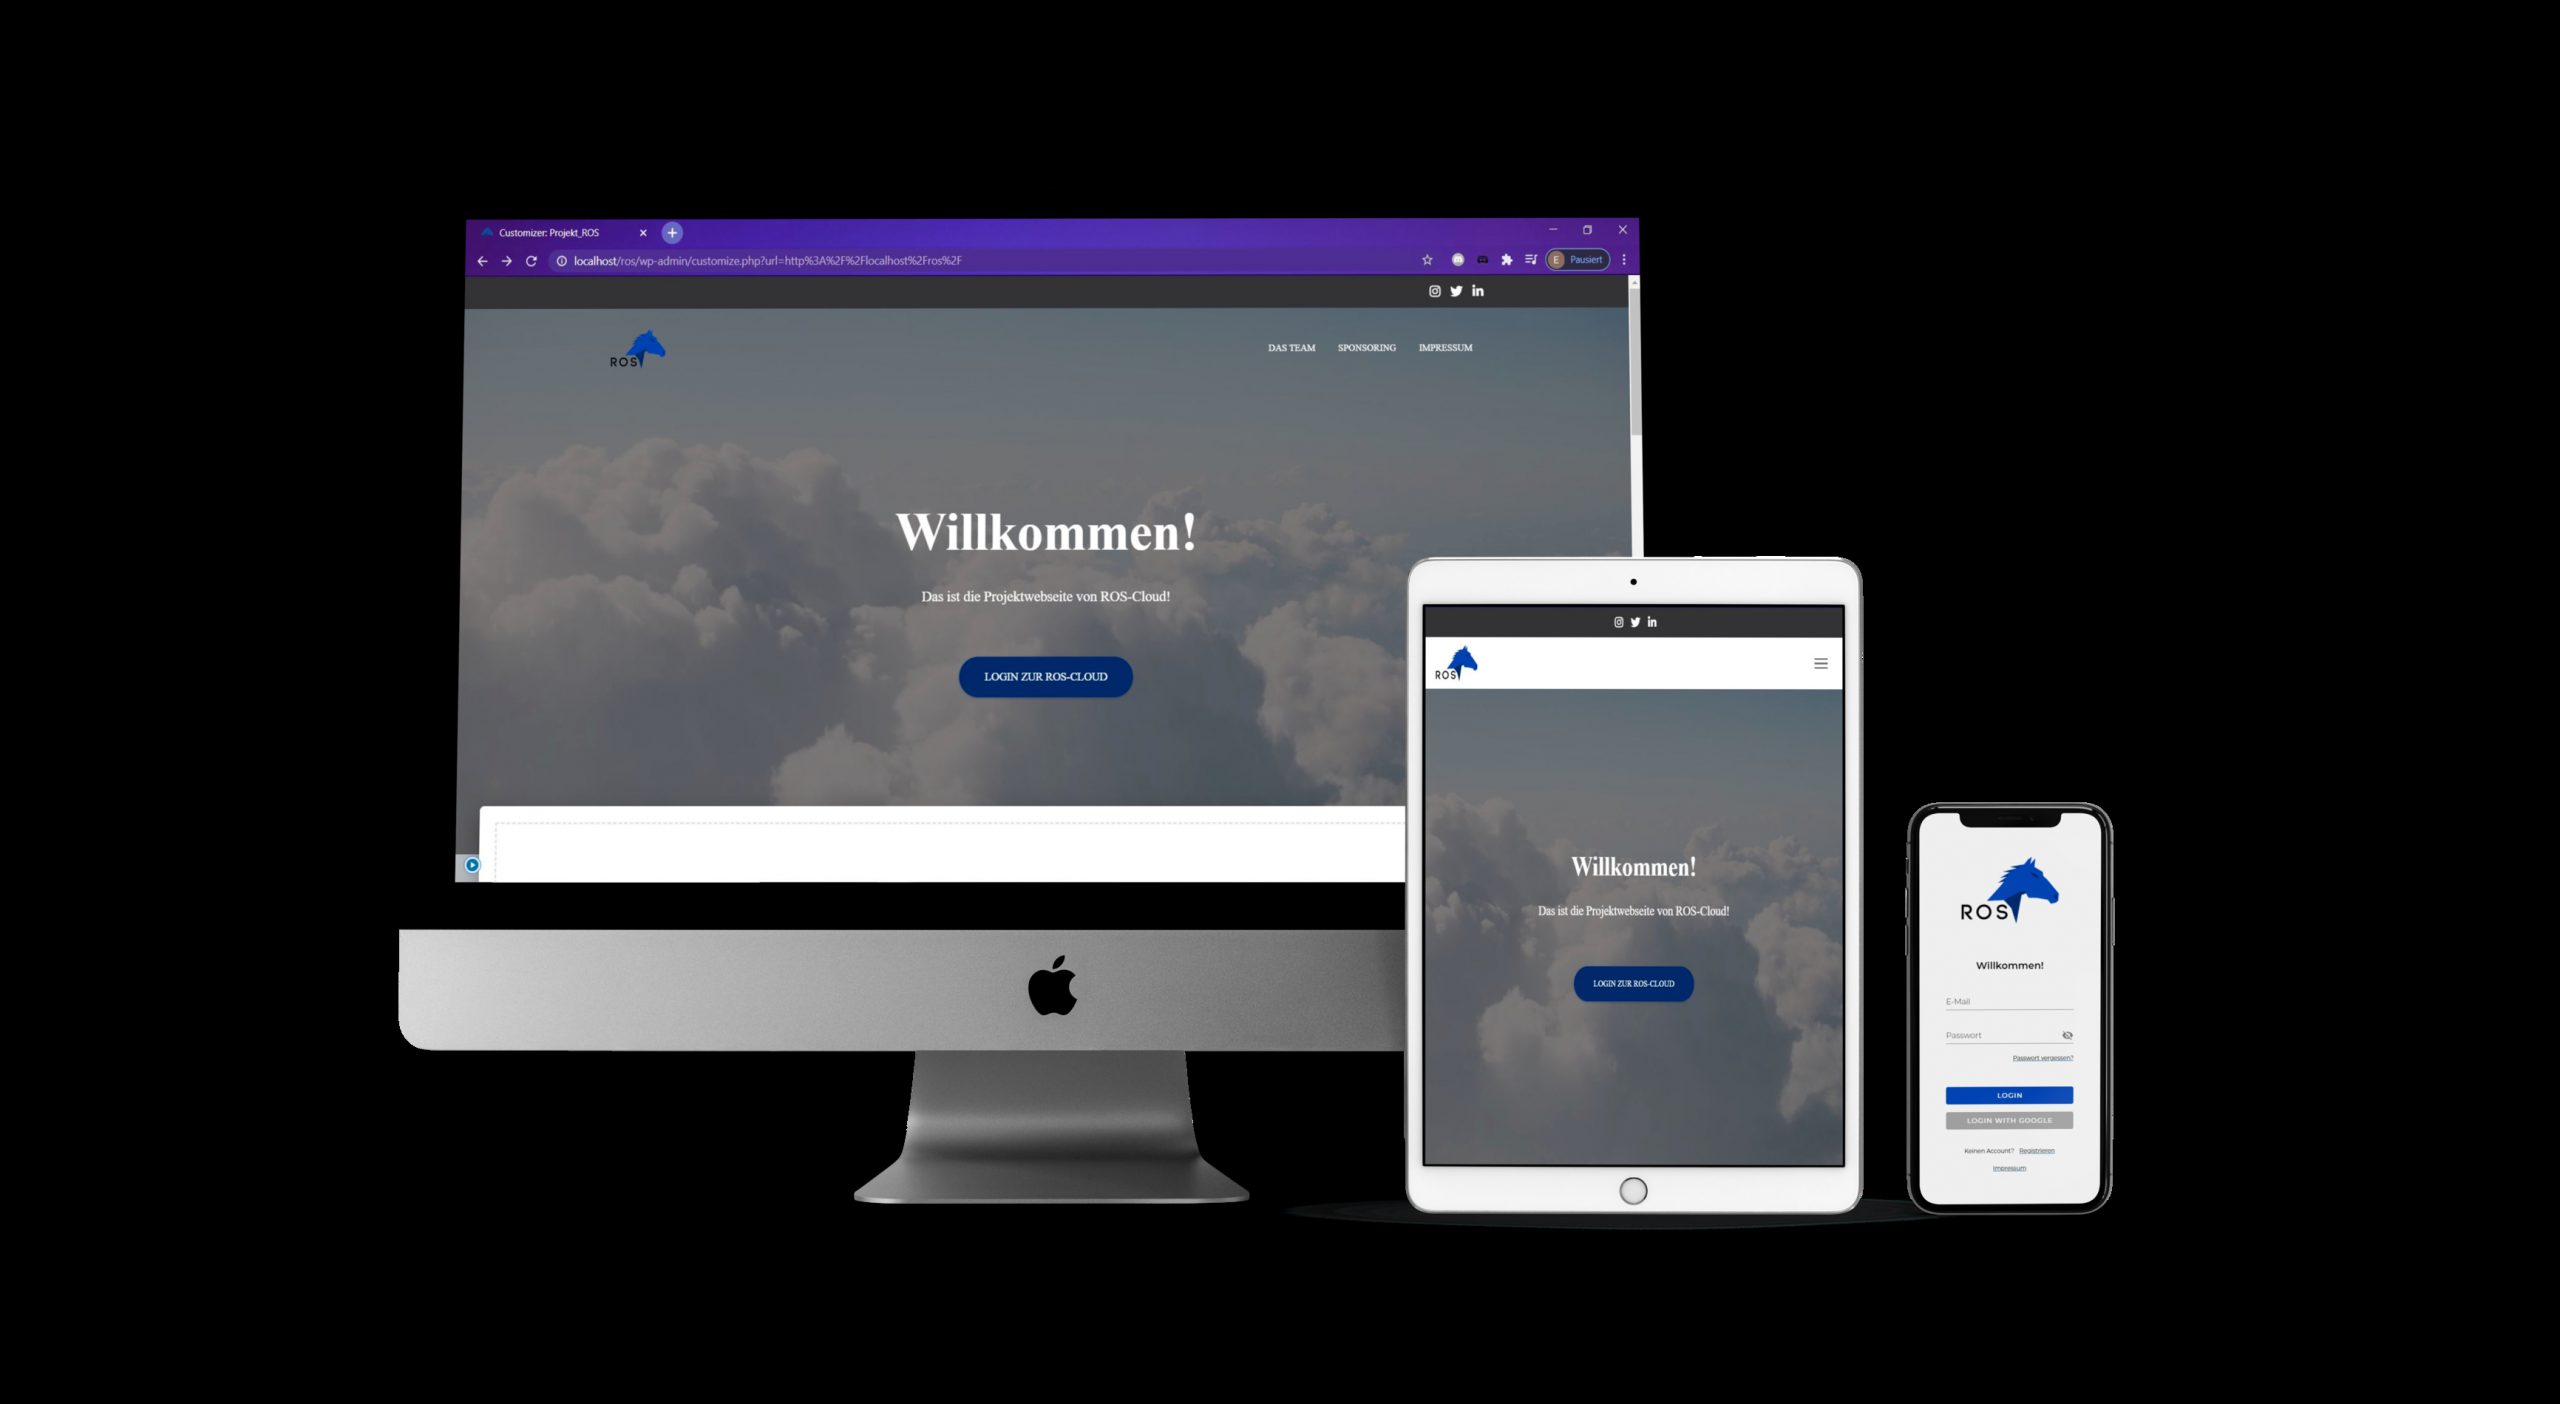 Customizer: Projekt_ROS
localhost/ros/wp-admin/customize.php?url=http%3A%2F%2Flocalhost%2Fros%2F
E Pausiert
ROS
DAS TEAM SPONSORING IMPRESSUM
Willkommen!
Das ist die Projektwebseite von ROS-Cloud!
LOGIN ZUR ROS-CLOUD
ROS
Willkommen!
Das ist die Projektwebseite von ROS-Cloud!
LOGIN ZUR ROS-CLOUD
ROS
Willkommen!
E-Mail
Passwort
Passwort vergessen?
LOGIN
LOGIN WITH GOOGLE
Keinen Account? Registrieren
Impressum